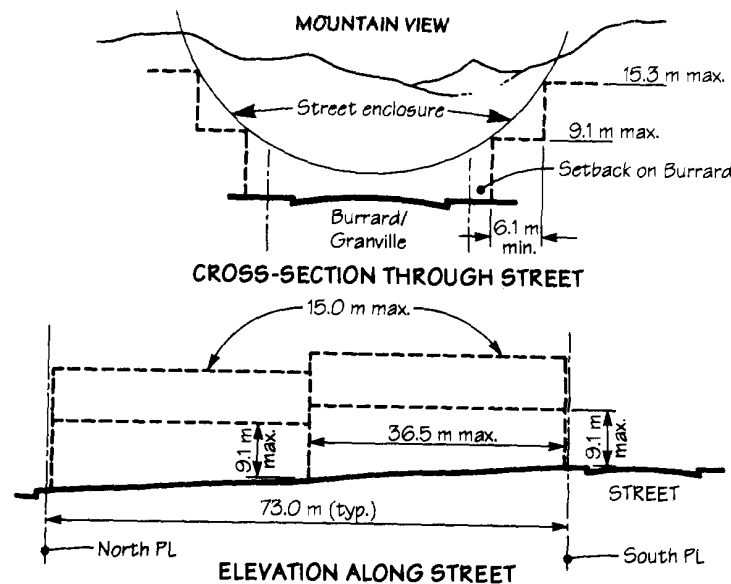 MOUNTAIN VIEW
15.3 m max.
Street enclosure
9.1 m max.
Setback on Burrard
Burrard/
Granville
6.1 m
min.
CROSS-SECTION THROUGH STREET
15.0 m max.
9.1 m
max.
36.5 m max.
9.1 m
max.
STREET
73.0 m (typ.)
North PL
South PL
ELEVATION ALONG STREET